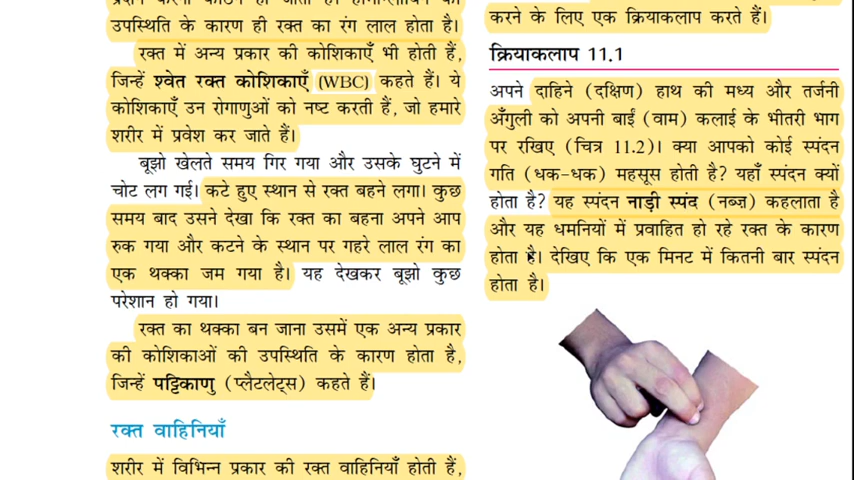 उपस्थिति के कारण ही रक्त का रंग लाल होता है।
रक्त में अन्य प्रकार की कोशिकाएँ भी होती हैं,
जिन्हें श्वेत रक्त कोशिकाएँ (WBC) कहते हैं। ये
कोशिकाएँ उन रोगाणुओं को नष्ट करती हैं, जो हमारे
शरीर में प्रवेश कर जाते हैं।
बूझो खेलते समय गिर गया और उसके घुटने में
चोट लग गई। कटे हुए स्थान से रक्त बहने लगा। कुछ
समय बाद उसने देखा कि रक्त का बहना अपने आप
रुक गया और कटने के स्थान पर गहरे लाल रंग का
एक थक्का जम गया है। यह देखकर बूझो कुछ
परेशान हो गया।
रक्त का थक्का बन जाना उसमें एक अन्य प्रकार
की कोशिकाओं की उपस्थिति के कारण होता है,
जिन्हें पट्टिकाणु (प्लैटलेट्स) कहते हैं।
रक्त वाहिनियाँ
शरीर में विभिन्न प्रकार की रक्त वाहिनियाँ होती हैं,
करने के लिए एक क्रियाकलाप करते हैं।
क्रियाकलाप 11.1
अपने दाहिने (दक्षिण) हाथ की मध्य और तर्जनी
अँगुली को अपनी बाईं (वाम) कलाई के भीतरी भाग
पर रखिए (चित्र 11.2)। क्या आपको कोई स्पंदन
गति (धक-धक) महसूस होती है? यहाँ स्पंदन क्यों
होता है? यह स्पंदन नाड़ी स्पंद (नब्ज़) कहलाता है
और यह धमनियों में प्रवाहित हो रहे रक्त के कारण
होता है। देखिए कि एक मिनट में कितनी बार स्पंदन
होता है।